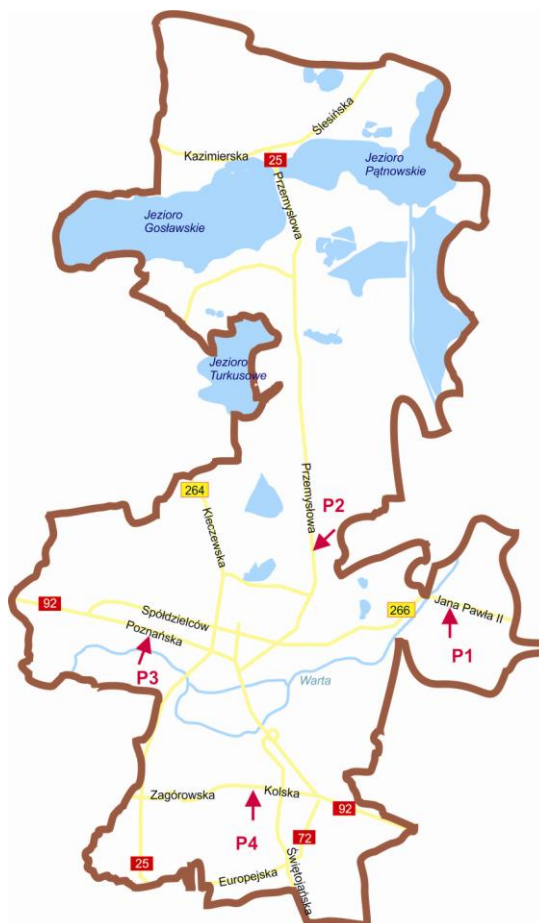 Ślesińska
Kazimierska
25
Jezioro
Pątnowskie
Przemysłowa
Jezioro
Gosławskie
Jezioro
Turkusowe
264
Kleczewska
Przemysłowa
P2
92
Spółdzielców
266
Jana Pawła II
Poznańska
P3
P1
Warta
Zagórowska
Kolska
92
P4
72
25
Europejska
Świętojańska